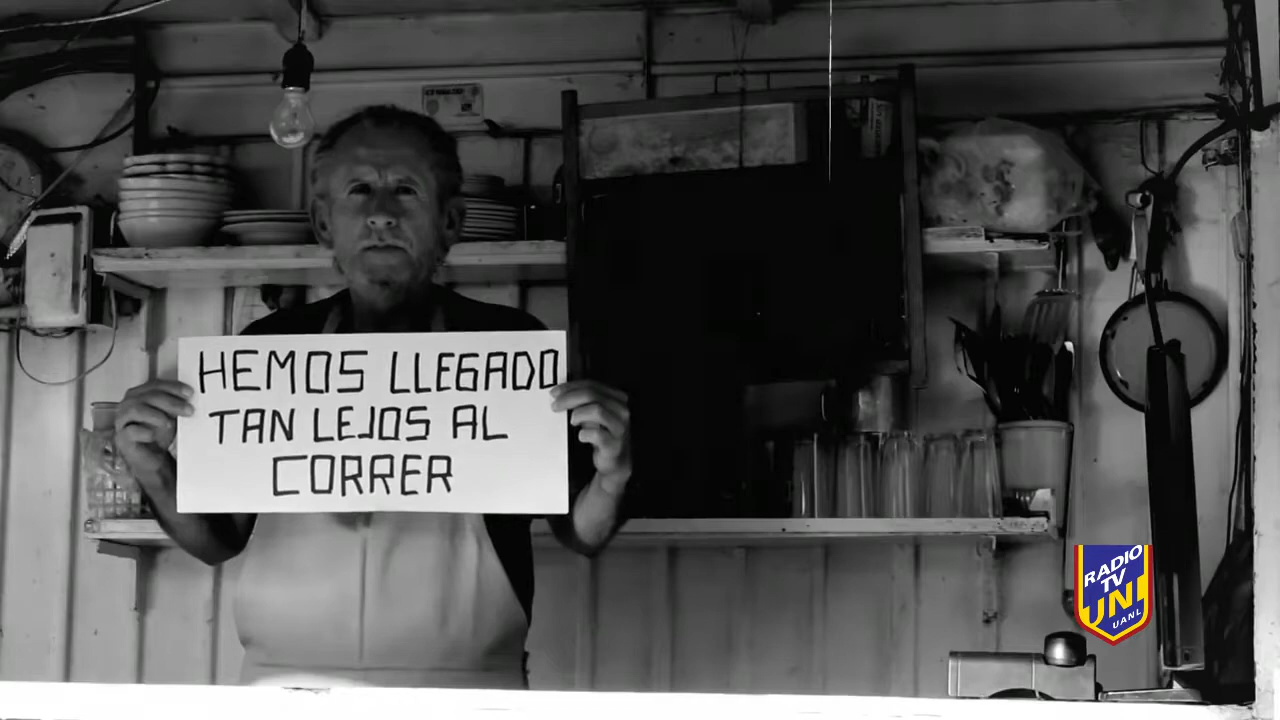 HEMOS LLEGADO
TAN LEJOS AL
CORRER
RADIO
TV
UNI
UANL